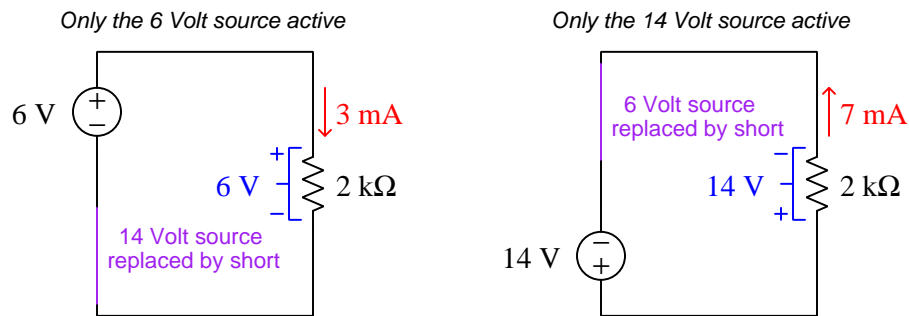 Only the 6 Volt source active
6 V
+
−
3 mA
+
6 V
−
2 kΩ
14 Volt source
replaced by short
Only the 14 Volt source active
6 Volt source
replaced by short
7 mA
−
14 V
+
2 kΩ
14 V
−
+